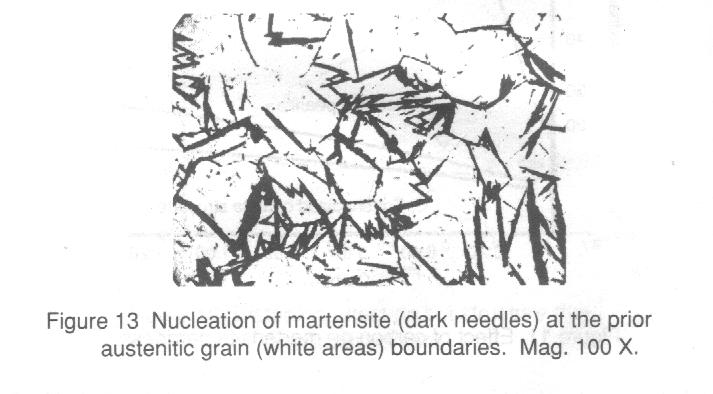 Figure 13 Nucleation of martensite (dark needles) at the prior
austenitic grain (white areas) boundaries. Mag. 100 X.